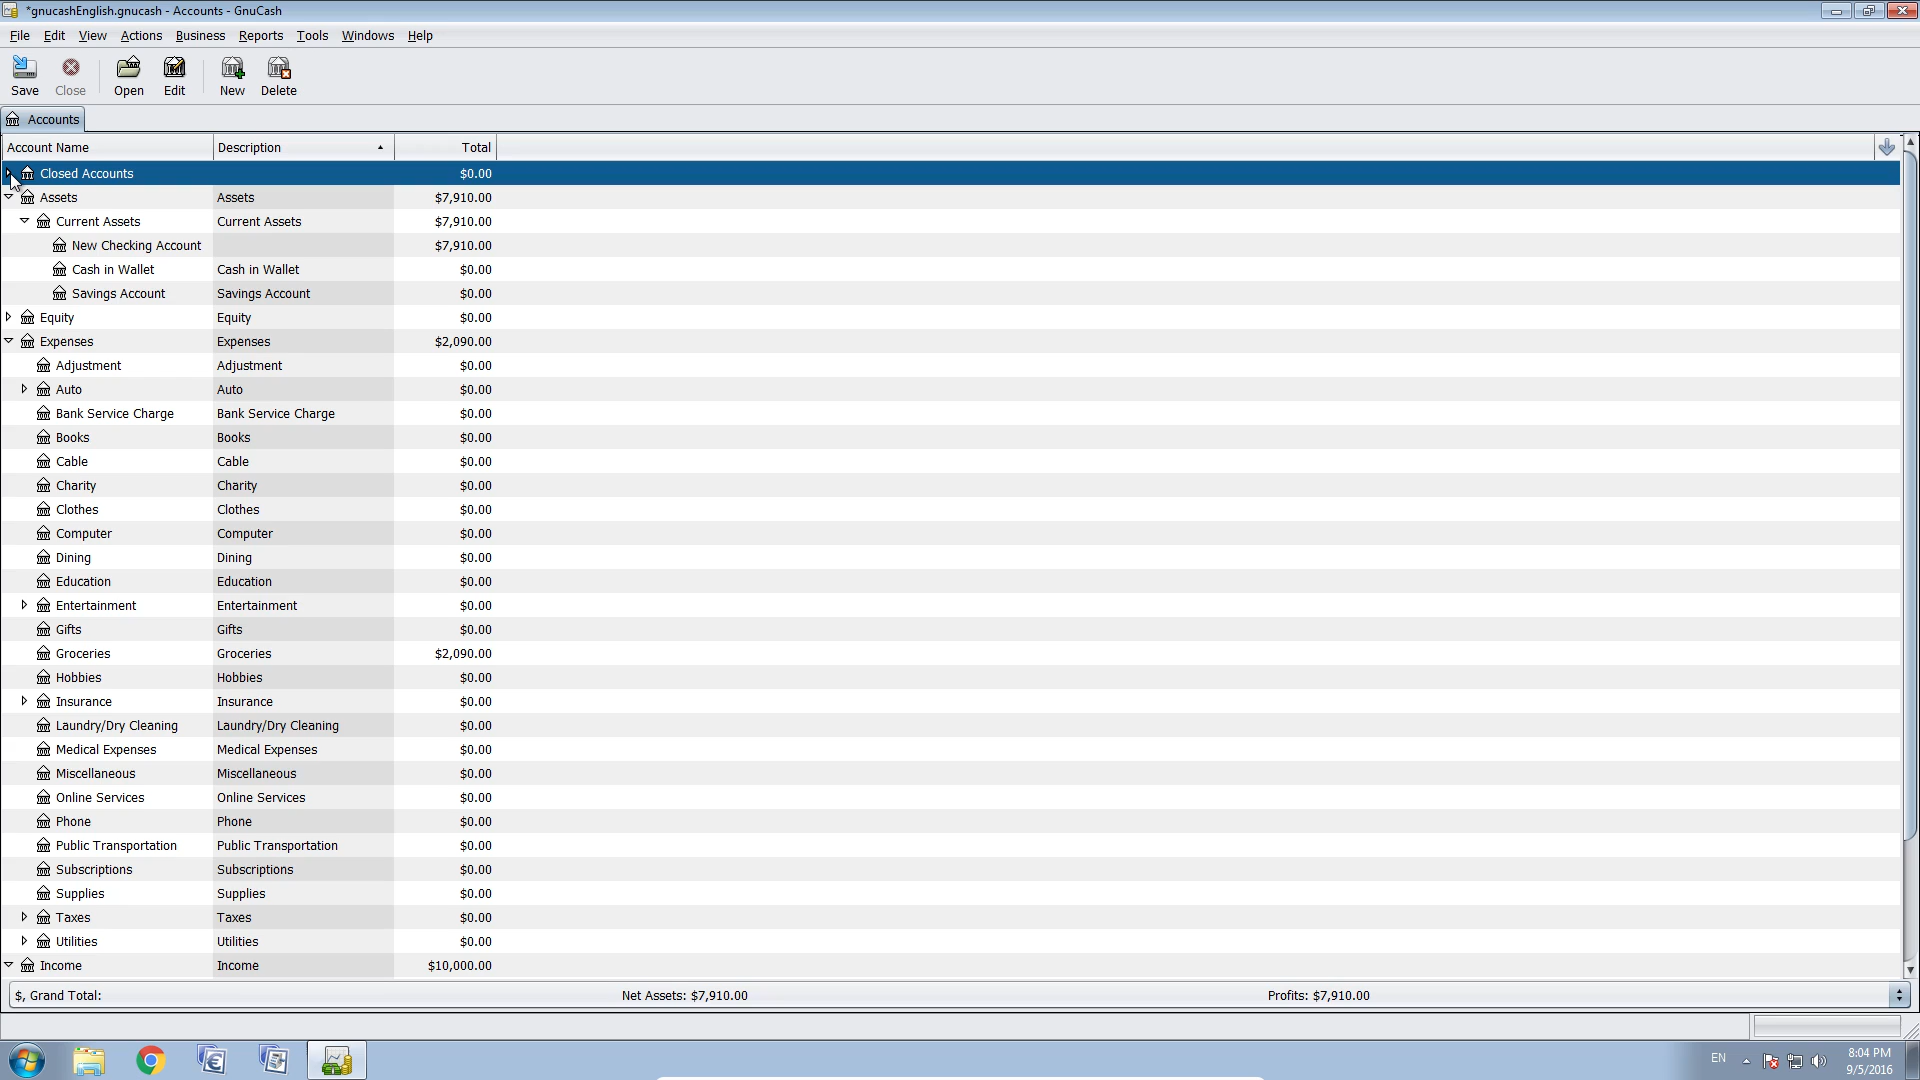 *gnucashEnglish.gnucash - Accounts - GnuCash
File Edit View Actions Business Reports Tools Windows Help
Save Close Open Edit New Delete
Accounts
Account Name Description Total
Closed Accounts $0.00
Assets Assets $7,910.00
Current Assets Current Assets $7,910.00
New Checking Account $7,910.00
Cash in Wallet Cash in Wallet $0.00
Savings Account Savings Account $0.00
Equity Equity $0.00
Expenses Expenses $2,090.00
Adjustment Adjustment $0.00
Auto Auto $0.00
Bank Service Charge Bank Service Charge $0.00
Books Books $0.00
Cable Cable $0.00
Charity Charity $0.00
Clothes Clothes $0.00
Computer Computer $0.00
Dining Dining $0.00
Education Education $0.00
Entertainment Entertainment $0.00
Gifts Gifts $0.00
Groceries Groceries $2,090.00
Hobbies Hobbies $0.00
Insurance Insurance $0.00
Laundry/Dry Cleaning Laundry/Dry Cleaning $0.00
Medical Expenses Medical Expenses $0.00
Miscellaneous Miscellaneous $0.00
Online Services Online Services $0.00
Phone Phone $0.00
Public Transportation Public Transportation $0.00
Subscriptions Subscriptions $0.00
Supplies Supplies $0.00
Taxes Taxes $0.00
Utilities Utilities $0.00
Income Income $10,000.00
$, Grand Total: Net Assets: $7,910.00 Profits: $7,910.00
EN 8:04 PM
9/5/2016